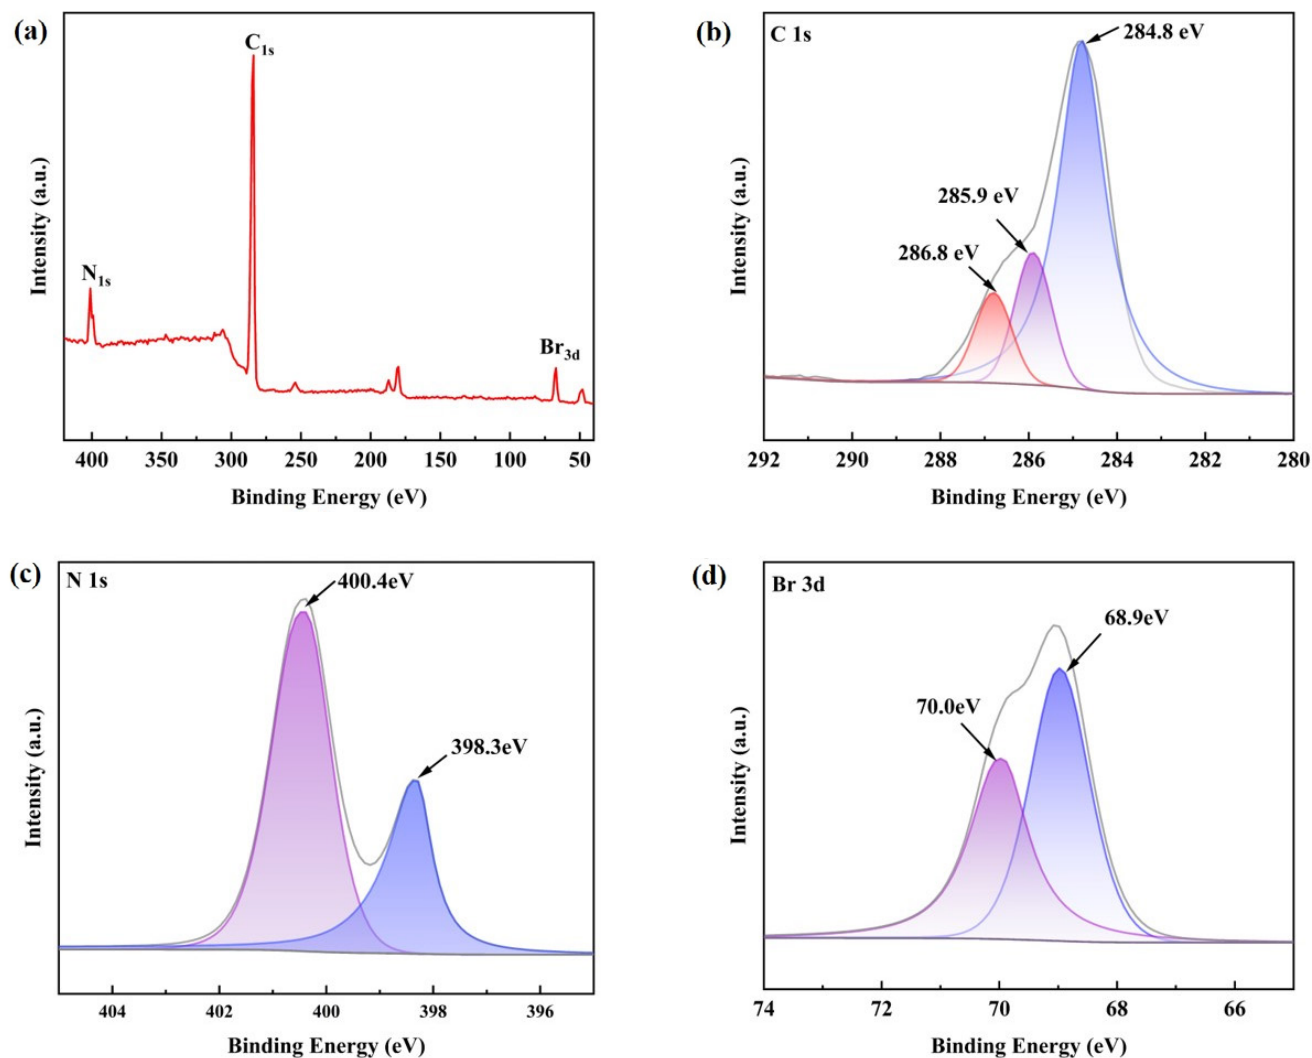 (a)
C1s
N1s
Br3d
Intensity (a.u.)
400 350 300 250 200 150 100 50
Binding Energy (eV)
(b)
C 1s
284.8 eV
285.9 eV
286.8 eV
Intensity (a.u.)
292 290 288 286 284 282 280
Binding Energy (eV)
(c)
N 1s
400.4eV
398.3eV
Intensity (a.u.)
404 402 400 398 396
Binding Energy (eV)
(d)
Br 3d
68.9eV
70.0eV
Intensity (a.u.)
74 72 70 68 66
Binding Energy (eV)